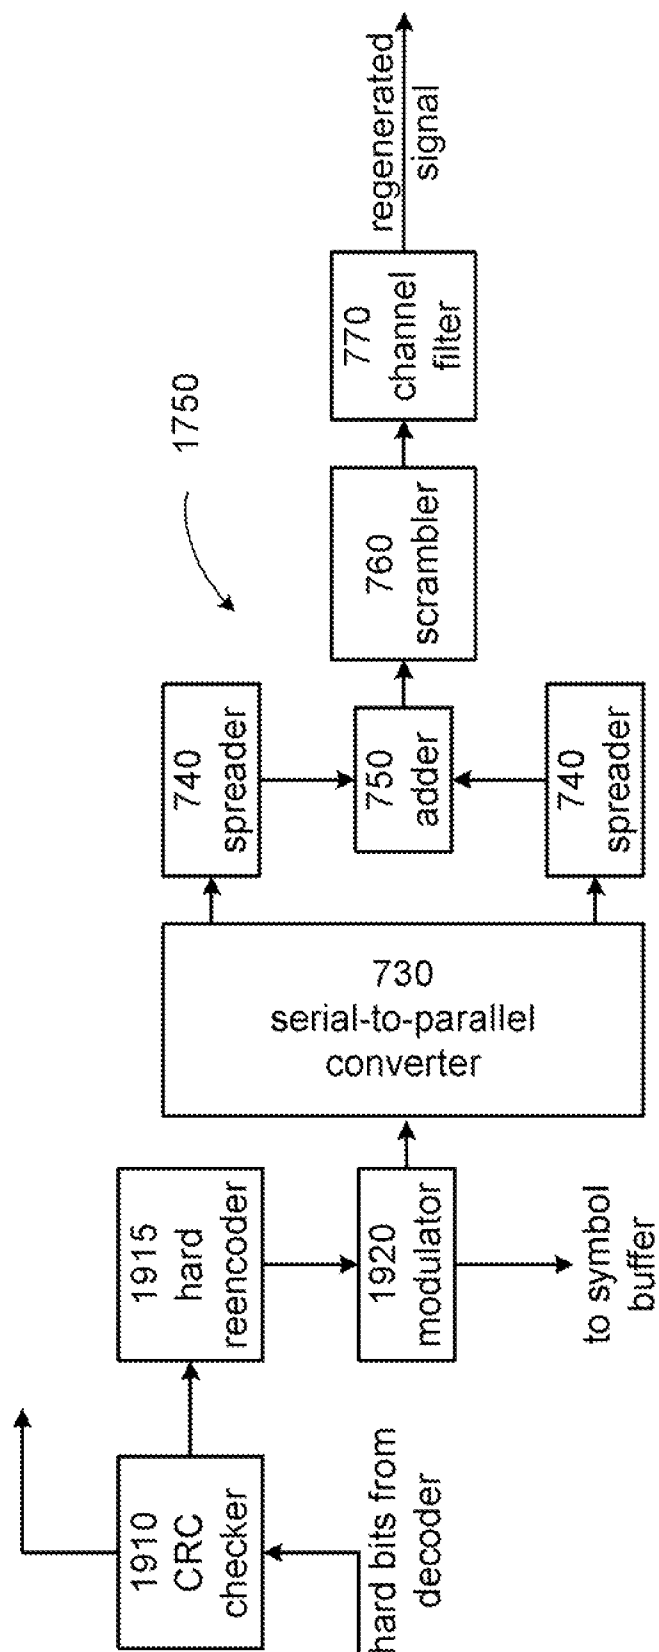 hard bits from
decoder
1910
CRC
checker
1915
hard
reencoder
1920
modulator
to symbol
buffer
730
serial-to-parallel
converter
740
spreader
750
adder
740
spreader
1750
760
scrambler
770
channel
filter
regenerated
signal